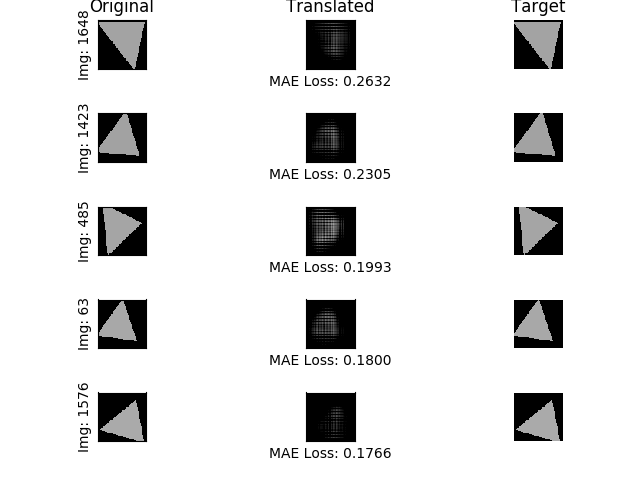 Original Translated Target
Img: 1648
MAE Loss: 0.2632
Img: 1423
MAE Loss: 0.2305
Img: 485
MAE Loss: 0.1993
Img: 63
MAE Loss: 0.1800
Img: 1576
MAE Loss: 0.1766